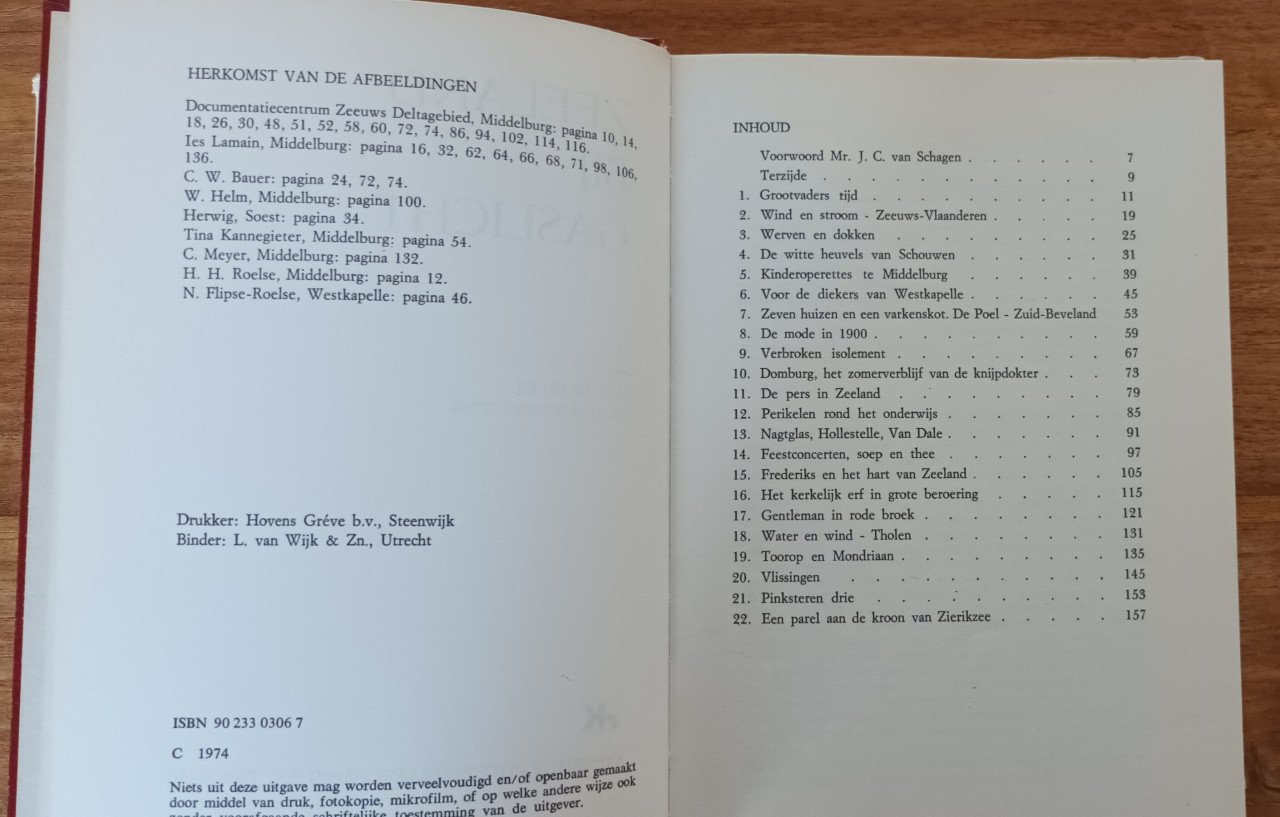 HERKOMST VAN DE AFBEELDINGEN
Documentatiecentrum Zeeuws Deltagebied, Middelburg: pagina 10, 14,
18, 26, 30, 48, 51, 52, 58, 60, 72, 74, 86, 94, 102, 114, 116.
Ies Lamain, Middelburg: pagina 16, 32, 62, 64, 66, 68, 71, 98, 106,
136.
C. W. Bauer: pagina 24, 72, 74.
W. Helm, Middelburg: pagina 100.
Herwig, Soest: pagina 34.
Tina Kannegieter, Middelburg: pagina 54.
C. Meyer, Middelburg: pagina 132.
H. H. Roelse, Middelburg: pagina 12.
N. Flipse-Roelse, Westkapelle: pagina 46.
Drukker: Hovens Gréve b.v., Steenwijk
Binder: L. van Wijk & Zn., Utrecht
ISBN 90 233 0306 7
C 1974
Niets uit deze uitgave mag worden verveelvoudigd en/of openbaar gemaakt
door middel van druk, fotokopie, mikrofilm, of op welke andere wijze ook
zonder voorafgaande schriftelijke toestemming van de uitgever.
INHOUD
Voorwoord Mr. J. C. van Schagen . . . . . . 7
Terzijde . . . . . . . . . . . . 9
1. Grootvaders tijd . . . . . . . . . . 11
2. Wind en stroom - Zeeuws-Vlaanderen . . . . . 19
3. Werven en dokken . . . . . . . . . 25
4. De witte heuvels van Schouwen . . . . . . 31
5. Kinderoperettes te Middelburg . . . . . . 39
6. Voor de diekers van Westkapelle . . . . . . 45
7. Zeven huizen en een varkenskot. De Poel - Zuid-Beveland 53
8. De mode in 1900 . . . . . . . . . . 59
9. Verbroken isolement . . . . . . . . . 67
10. Domburg, het zomerverblijf van de knijpdokter . . . 73
11. De pers in Zeeland . . . . . . . . . 79
12. Perikelen rond het onderwijs . . . . . . . 85
13. Nagtglas, Hollestelle, Van Dale . . . . . . . 91
14. Feestconcerten, soep en thee . . . . . . . 97
15. Frederiks en het hart van Zeeland . . . . . . 105
16. Het kerkelijk erf in grote beroering . . . . . 115
17. Gentleman in rode broek . . . . . . . . 121
18. Water en wind - Tholen . . . . . . . . 131
19. Toorop en Mondriaan . . . . . . . . . 135
20. Vlissingen . . . . . . . . . . . 145
21. Pinksteren drie . . . . . . . . . 153
22. Een parel aan de kroon van Zierikzee . . . . . 157